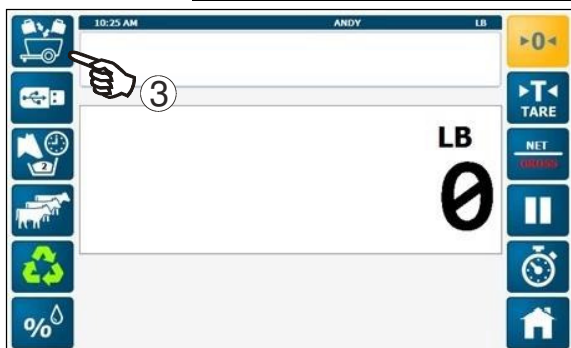 10:25 AM ANDY LB
►0◄
③
►T◄
TARE
LB
NET
GROSS
2
0
%